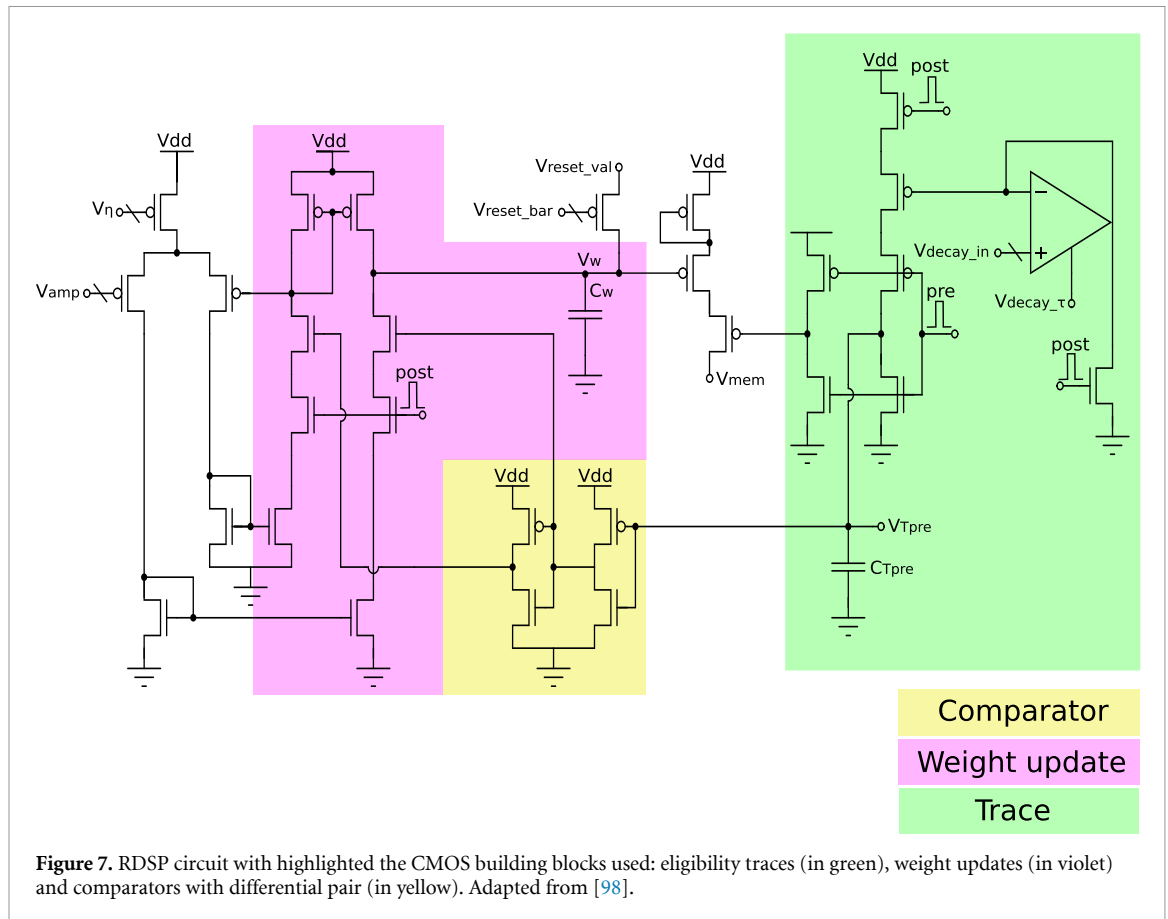 Vdd
post
Vdd
Vdd
Vreset_val
Vdd
Vη
Vreset_bar
Vdecay_in
Vw
Vamp
Cw
pre
Vdecay_τ
post
post
Vmem
Vdd
Vdd
VTpre
CTpre
Comparator
Weight update
Trace
Figure 7. RDSP circuit with highlighted the CMOS building blocks used: eligibility traces (in green), weight updates (in violet)
and comparators with differential pair (in yellow). Adapted from [98].